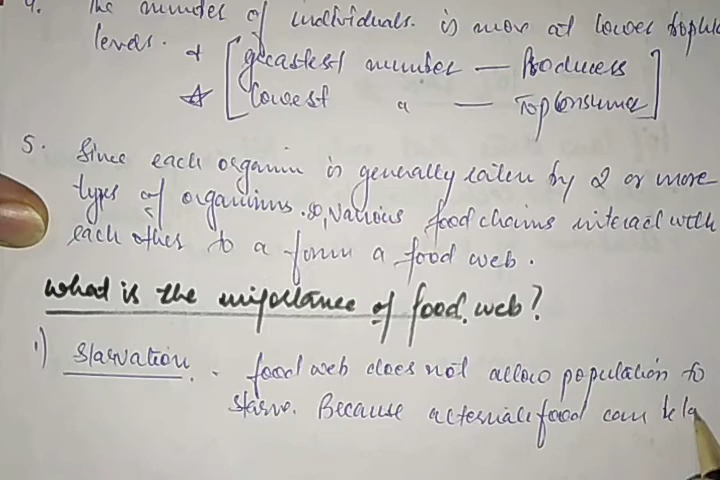 4. The number of individuals. is more at lower trophic
levels. + [greatest number — Producers
☆ [lowest " — Top Consumer]
5. Since each organim is generally eaten by 2 or more
types of organisms. so, various food chains interact with
each other to a form a food web.
what is the importance of food web?
1) Starvation. - food web does not allow population to
starve. Because alternate food can be